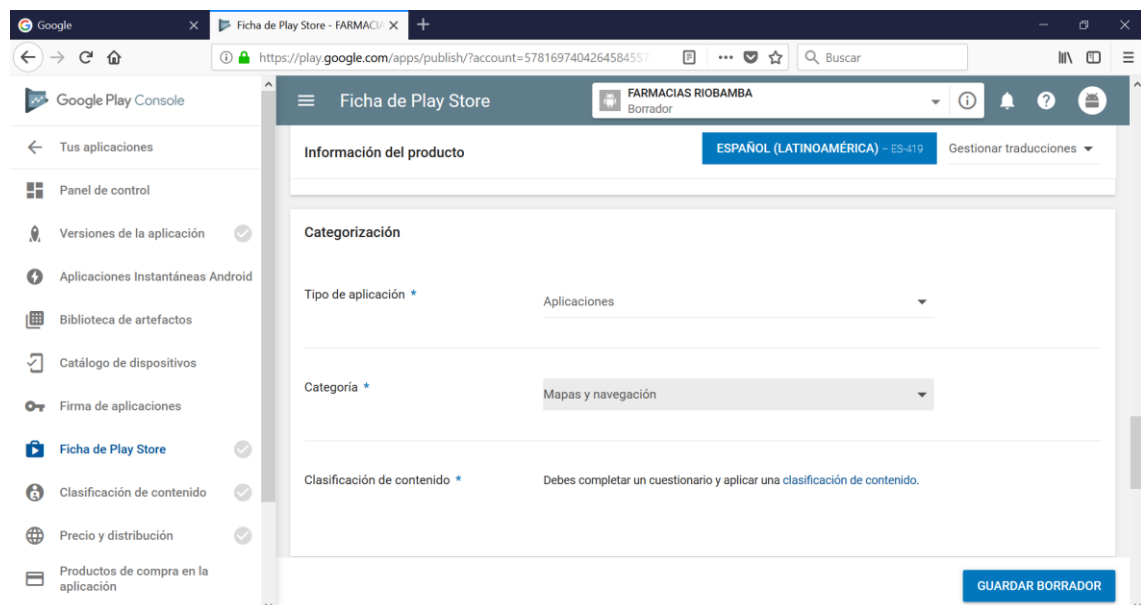 Google
Ficha de Play Store - FARMACIA
https://play.google.com/apps/publish/?account=5781697404264584557
Buscar
Google Play Console
Ficha de Play Store
FARMACIAS RIOBAMBA
Borrador
Tus aplicaciones
Información del producto
ESPAÑOL (LATINOAMÉRICA) – ES-419
Gestionar traducciones
Panel de control
Versiones de la aplicación
Aplicaciones Instantáneas Android
Biblioteca de artefactos
Catálogo de dispositivos
Firma de aplicaciones
Ficha de Play Store
Clasificación de contenido
Precio y distribución
Productos de compra en la
aplicación
Categorización
Tipo de aplicación *
Aplicaciones
Categoría *
Mapas y navegación
Clasificación de contenido *
Debes completar un cuestionario y aplicar una clasificación de contenido.
GUARDAR BORRADOR